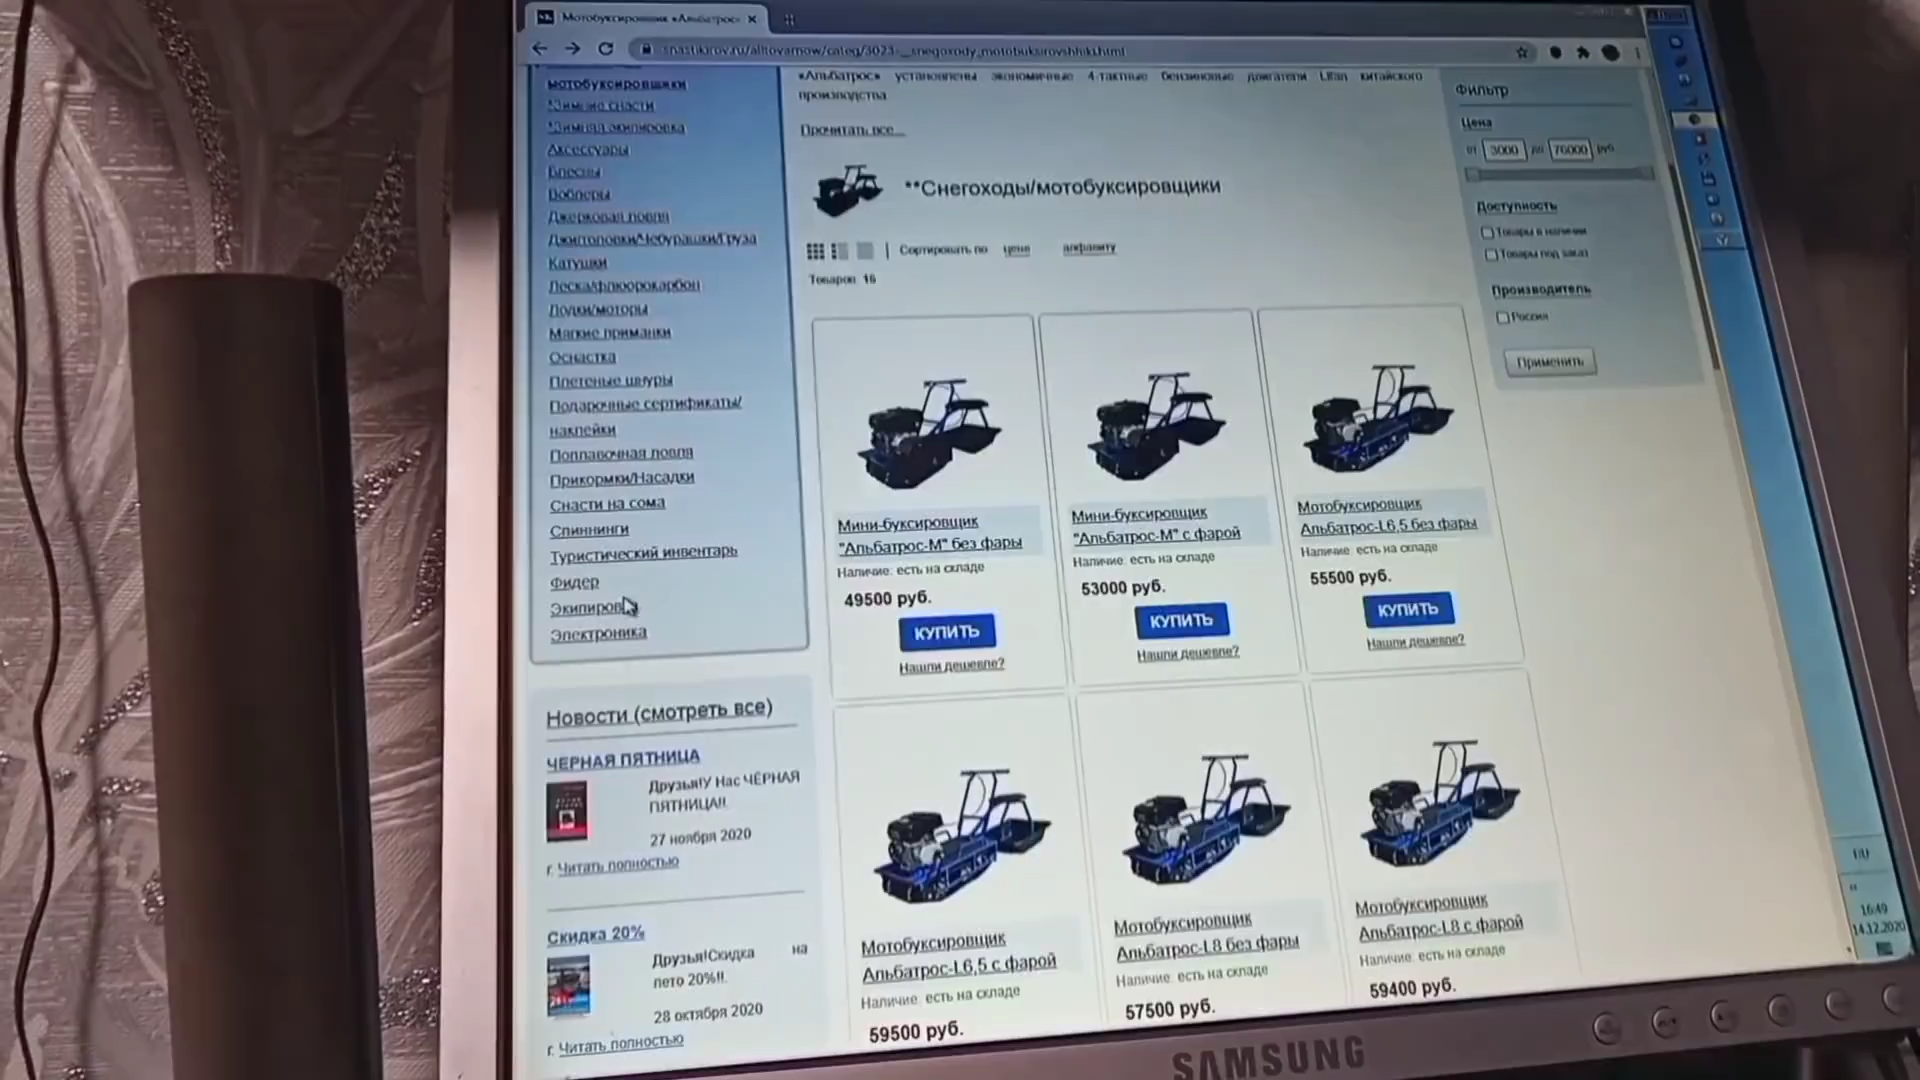 Мотобуксировщик «Альбатрос»
snastikirov.ru/alltovarnow/categ/3023-__snegoxody_motobuksirovshhiki.html
мотобуксировщики
*Зимние снасти
*Зимняя экипировка
Аксессуары
Блесны
Воблеры
Джерковая ловля
Джигголовки/Чебурашки/Груза
Катушки
Леска/флюорокарбон
Лодки/моторы
Мягкие приманки
Оснастка
Плетеные шнуры
Подарочные сертификаты/
наклейки
Поплавочная ловля
Прикормки/Насадки
Снасти на сома
Спиннинги
Туристический инвентарь
Фидер
Экипиров
Электроника
Новости (смотреть все)
ЧЕРНАЯ ПЯТНИЦА
Друзья!У Нас ЧЁРНАЯ
ПЯТНИЦА!!
27 ноября 2020
г. Читать полностью
Скидка 20%
Друзья!Скидка на
лето 20%!!
28 октября 2020
г. Читать полностью
«Альбатрос» установлены экономичные 4-тактные бензиновые двигатели Lifan китайского
производства
Прочитать все...
**Снегоходы/мотобуксировщики
Сортировать по цене алфавиту
Товаров: 16
Мини-буксировщик
"Альбатрос-М" без фары
Наличие: есть на складе
49500 руб.
КУПИТЬ
Нашли дешевле?
Мини-буксировщик
"Альбатрос-М" с фарой
Наличие: есть на складе
53000 руб.
КУПИТЬ
Нашли дешевле?
Мотобуксировщик
Альбатрос-L6,5 без фары
Наличие: есть на складе
55500 руб.
КУПИТЬ
Нашли дешевле?
Мотобуксировщик
Альбатрос-L6,5 с фарой
Наличие: есть на складе
59500 руб.
Мотобуксировщик
Альбатрос-L8 без фары
Наличие: есть на складе
57500 руб.
Мотобуксировщик
Альбатрос-L8 с фарой
Наличие: есть на складе
59400 руб.
Фильтр
Цена
от 3000 до 76000 руб
Доступность
Товары в наличии
Товары под заказ
Производитель
Россия
Применить
16:49
14.12.2020
SAMSUNG